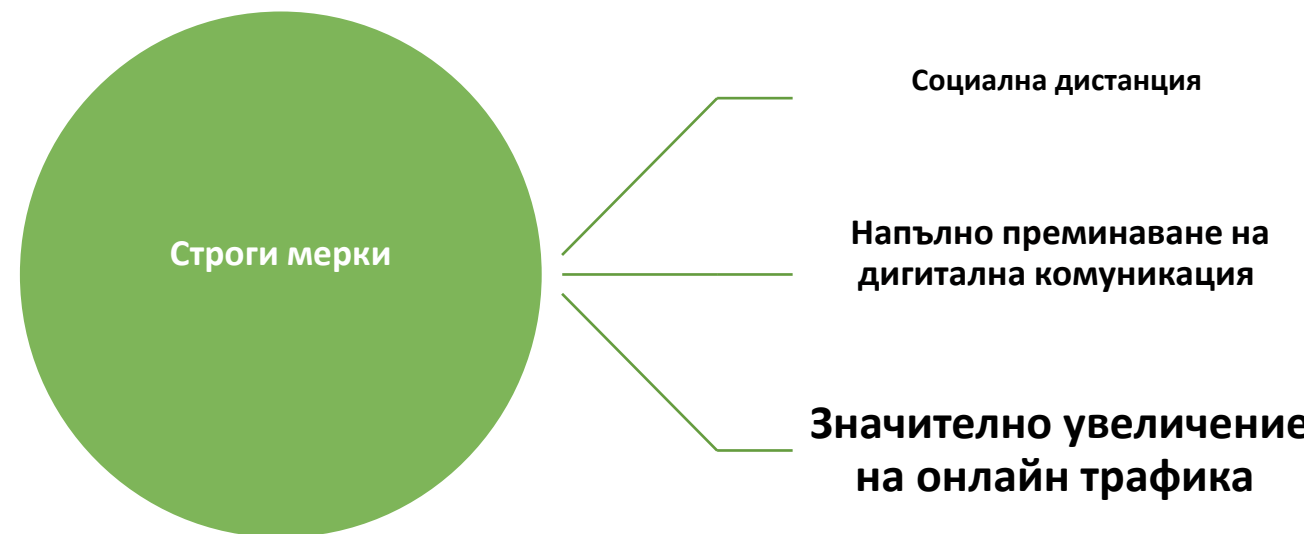 Строги мерки
Социална дистанция
Напълно преминаване на
дигитална комуникация
Значително увеличение
на онлайн трафика